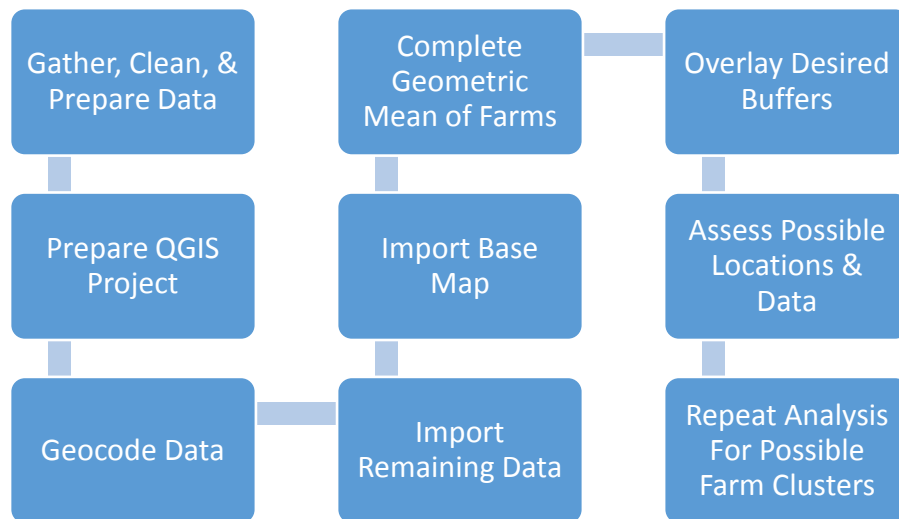 Gather, Clean, &
Prepare Data
Prepare QGIS
Project
Geocode Data
Import
Remaining Data
Import Base
Map
Complete
Geometric
Mean of Farms
Overlay Desired
Buffers
Assess Possible
Locations &
Data
Repeat Analysis
For Possible
Farm Clusters